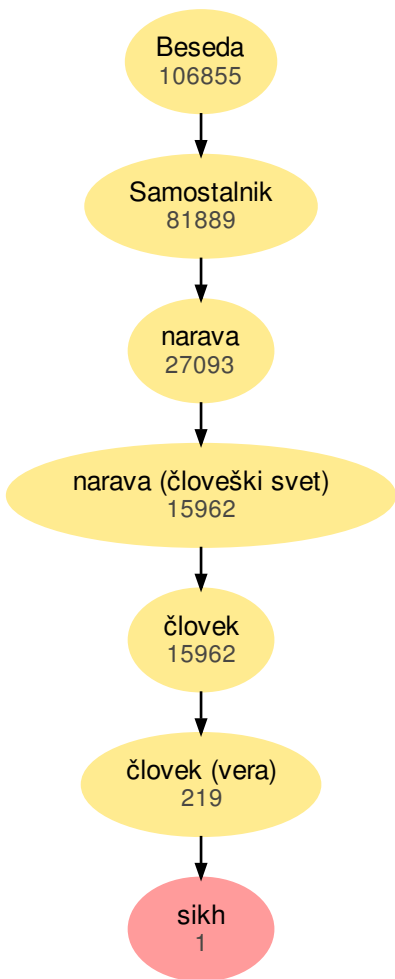 Beseda
106855
Samostalnik
81889
narava
27093
narava (človeški svet)
15962
človek
15962
človek (vera)
219
sikh
1